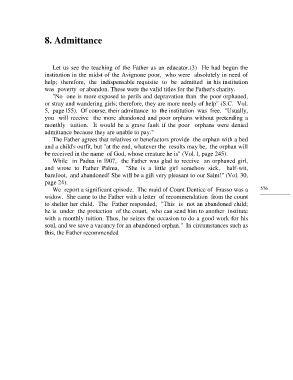 8. Admittance
Let us see the teaching of the Father as an educator.(3) He had begun the
institution in the midst of the Avignone poor, who were absolutely in need of
help; therefore, the indispensable requisite to be admitted in his institution
was poverty or abandon. These were the valid titles for the Father's charity.
"No one is more exposed to perils and depravation than the poor orphaned,
or stray and wandering girls; therefore, they are more needy of help" (S.C. Vol.
5, page 155). Of course, their admittance to the institution was free. "Usually,
you will receive the more abandoned and poor orphans without pretending a
monthly tuition. It would be a grave fault if the poor orphans were denied
admittance because they are unable to pay."
The Father agrees that relatives or benefactors provide the orphan with a bed
and a child's outfit, but "at the end, whatever the results may be, the orphan will
be received in the name of God, whose creature he is" (Vol. I, page 245).
While in Padua in 1907, the Father was glad to receive an orphaned girl,
and wrote to Father Palma, "She is a little girl somehow sick, half-wit,
barefoot, and abandoned! She will be a gift very pleasant to our Saint!" (Vol. 30,
page 24).
We report a significant episode. The maid of Count Dentice of Frasso was a
widow. She came to the Father with a letter of recommendation from the count
to shelter her child. The Father responded, "This is not an abandoned child;
he is under the protection of the court, who can send him to another institute
with a monthly tuition. Thus, he seizes the occasion to do a good work for his
soul, and we save a vacancy for an abandoned orphan." In circumstances such as
this, the Father recommended